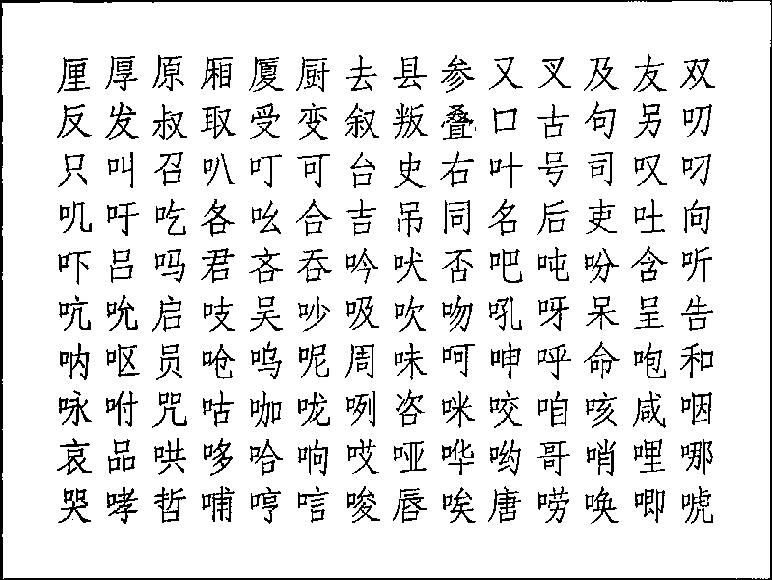 厘厚原厢厦厨去县参又叉及友双
反发叔取受变叙叛叠口古句另叨
只叫召叭叮可台史右叶号司叹叼
叽吁吃各吆合吉吊同名后吏吐向
吓吕吗君吝吞吟吠否吧吨吩含听
吭吮启吱吴吵吸吹吻吼呀呆呈告
呐呕员呛呜呢周味呵呻呼命咆和
咏咐咒咕咖咙咧咨咪咬咱咳咸咽
哀品哄哆哈响哎哑哗哟哥哨哩哪
哭哮哲哺哼唁唆唇唉唐唠唤唧唬